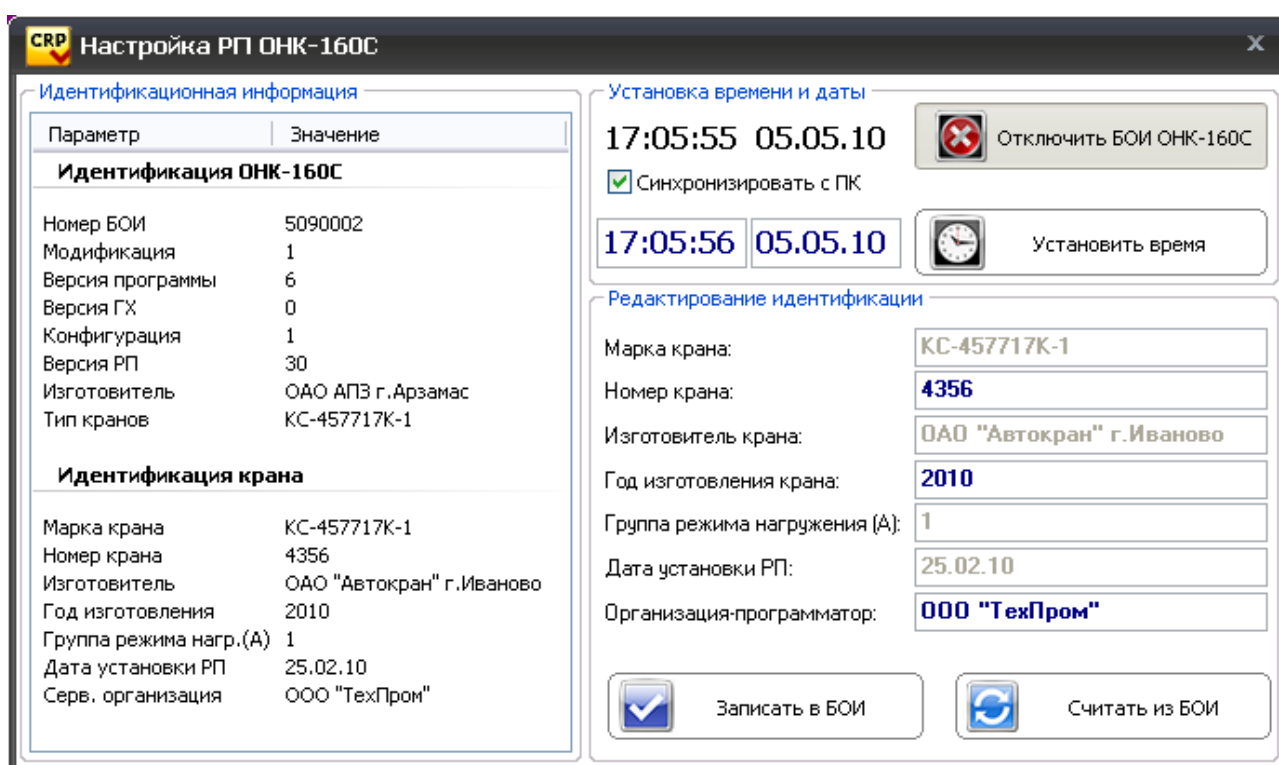 CRP Настройка РП ОНК-160С x
Идентификационная информация
Параметр Значение
Идентификация ОНК-160С
Номер БОИ 5090002
Модификация 1
Версия программы 6
Версия ГХ 0
Конфигурация 1
Версия РП 30
Изготовитель ОАО АПЗ г.Арзамас
Тип кранов КС-457717К-1
Идентификация крана
Марка крана КС-457717К-1
Номер крана 4356
Изготовитель ОАО "Автокран" г.Иваново
Год изготовления 2010
Группа режима нагр.(А) 1
Дата установки РП 25.02.10
Серв. организация ООО "ТехПром"
Установка времени и даты
17:05:55 05.05.10
Отключить БОИ ОНК-160С
Синхронизировать с ПК
17:05:56 05.05.10
Установить время
Редактирование идентификации
Марка крана: КС-457717К-1
Номер крана: 4356
Изготовитель крана: ОАО "Автокран" г.Иваново
Год изготовления крана: 2010
Группа режима нагружения (А): 1
Дата установки РП: 25.02.10
Организация-программатор: ООО "ТехПром"
Записать в БОИ
Считать из БОИ